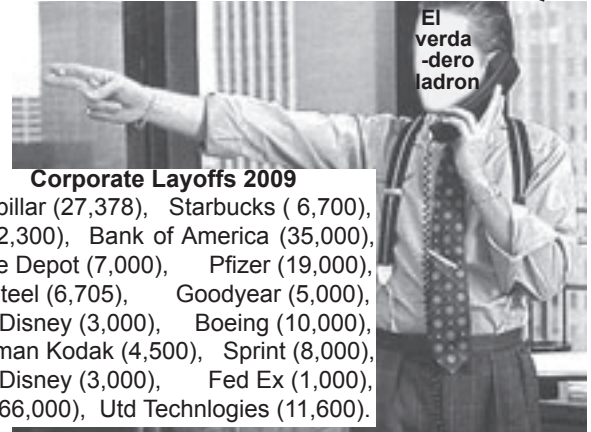 El
verda
-dero
ladron
Corporate Layoffs 2009
pillar (27,378), Starbucks ( 6,700),
2,300), Bank of America (35,000),
e Depot (7,000), Pfizer (19,000),
teel (6,705), Goodyear (5,000),
Disney (3,000), Boeing (10,000),
man Kodak (4,500), Sprint (8,000),
Disney (3,000), Fed Ex (1,000),
66,000), Utd Technlogies (11,600).